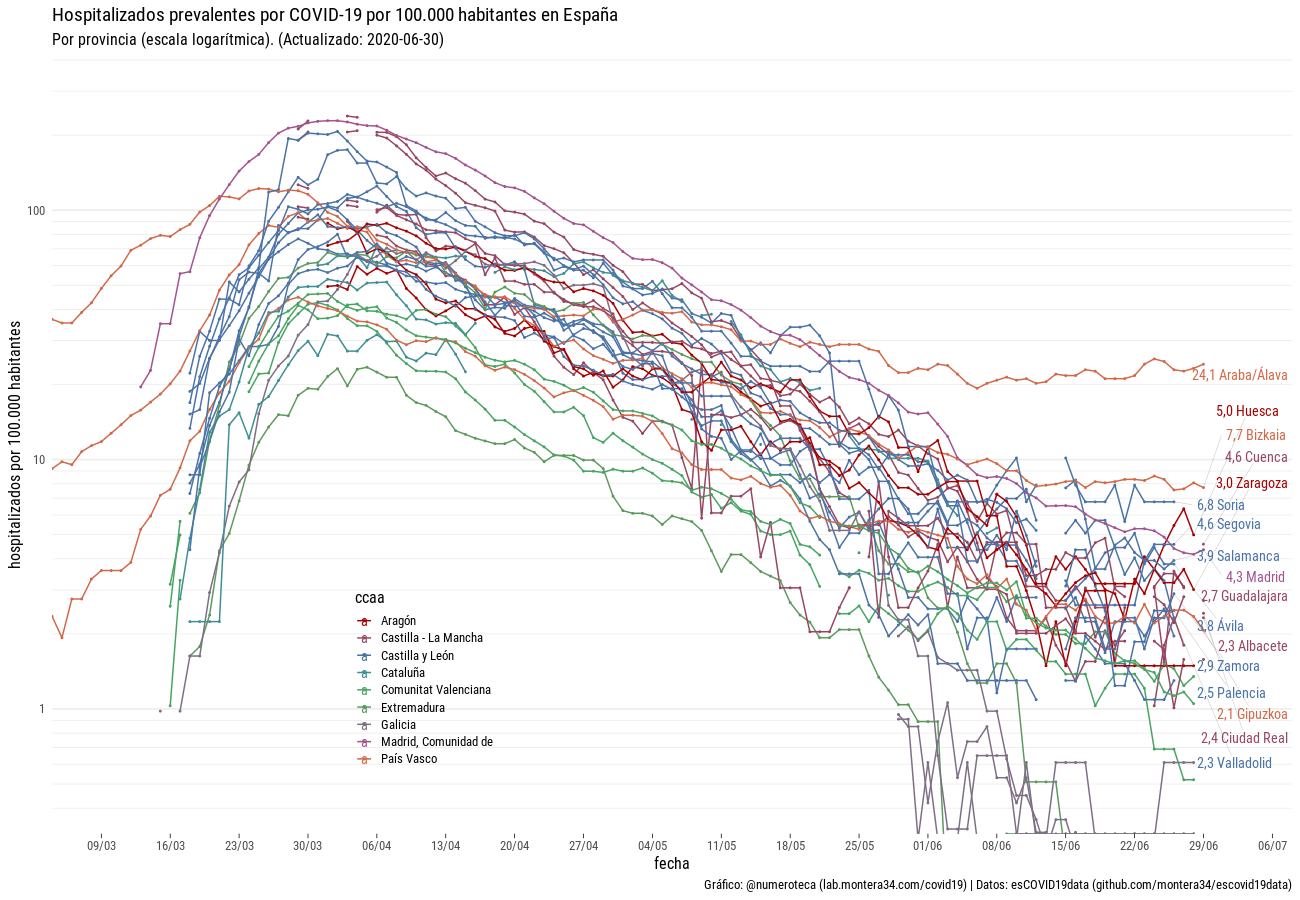 Hospitalizados prevalentes por COVID-19 por 100.000 habitantes en España
Por provincia (escala logarítmica). (Actualizado: 2020-06-30)
hospitalizados por 100.000 habitantes
100
10
1
24,1 Araba/Álava
5,0 Huesca
7,7 Bizkaia
4,6 Cuenca
3,0 Zaragoza
6,8 Soria
4,6 Segovia
3,9 Salamanca
4,3 Madrid
2,7 Guadalajara
3,8 Ávila
2,3 Albacete
2,9 Zamora
2,5 Palencia
2,1 Gipuzkoa
2,4 Ciudad Real
2,3 Valladolid
ccaa
Aragón
Castilla - La Mancha
Castilla y León
Cataluña
Comunitat Valenciana
Extremadura
Galicia
Madrid, Comunidad de
País Vasco
09/03 16/03 23/03 30/03 06/04 13/04 20/04 27/04 04/05 11/05 18/05 25/05 01/06 08/06 15/06 22/06 29/06 06/07
fecha
Gráfico: @numeroteca (lab.montera34.com/covid19) | Datos: esCOVID19data (github.com/montera34/escovid19data)